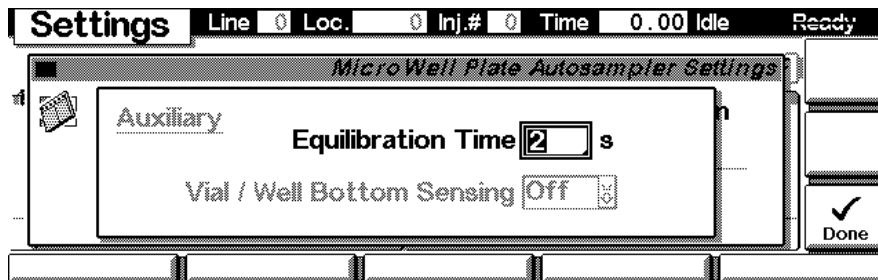 Settings Line 0 Loc. 0 Inj.# 0 Time 0.00 Idle Ready
MicroWell Plate Autosampler Settings
Auxiliary
Equilibration Time 2 s
Vial / Well Bottom Sensing Off
Done